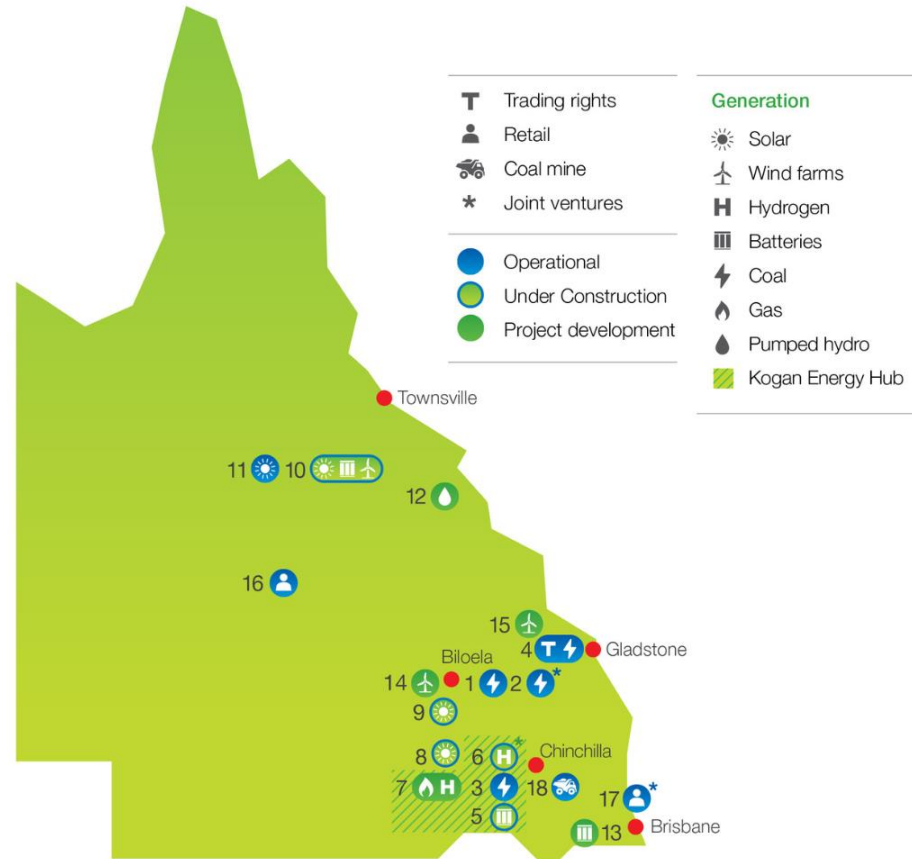 T Trading rights
Retail
Coal mine
* Joint ventures
Operational
Under Construction
Project development
Generation
Solar
Wind farms
H Hydrogen
Batteries
Coal
Gas
Pumped hydro
Kogan Energy Hub
Townsville
11 10
12
16
15
4 T Gladstone
Biloela
14 1 2 *
9
8 6 H * Chinchilla
7 H 3 18
17 *
5
13 Brisbane